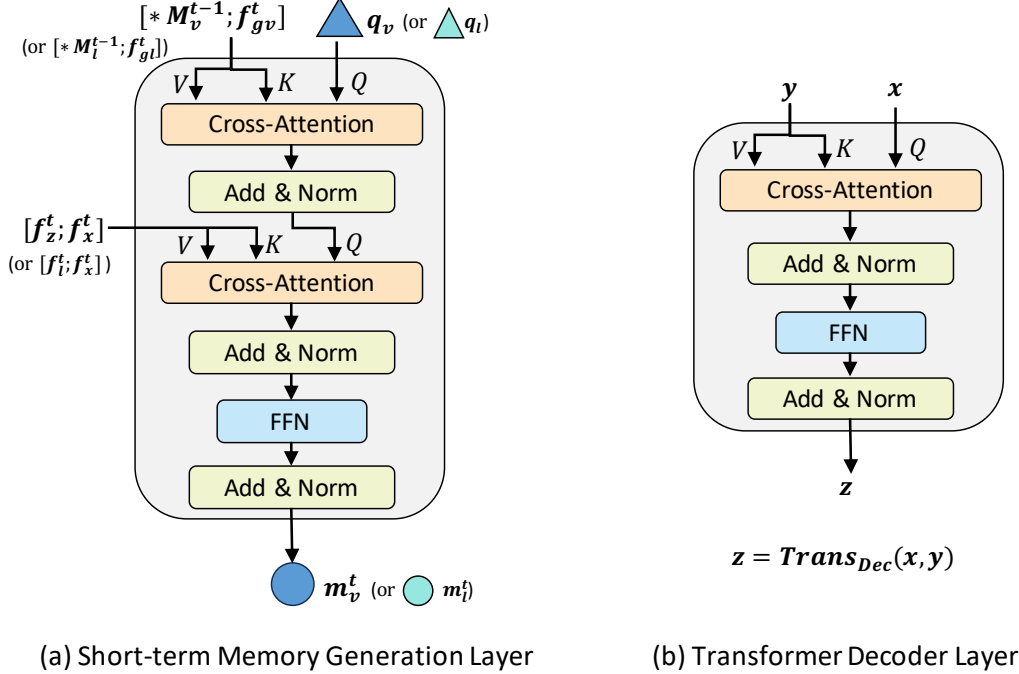 [* M_v^{t-1}; f_{gv}^t]
(or [* M_l^{t-1}; f_{gl}^t])
q_v (or q_l)
V K Q
Cross-Attention
Add & Norm
[f_z^t; f_x^t]
(or [f_l^t; f_x^t])
V K Q
Cross-Attention
Add & Norm
FFN
Add & Norm
m_v^t (or m_l^t)
(a) Short-term Memory Generation Layer
y x
V K Q
Cross-Attention
Add & Norm
FFN
Add & Norm
z
z = Trans_{Dec}(x, y)
(b) Transformer Decoder Layer